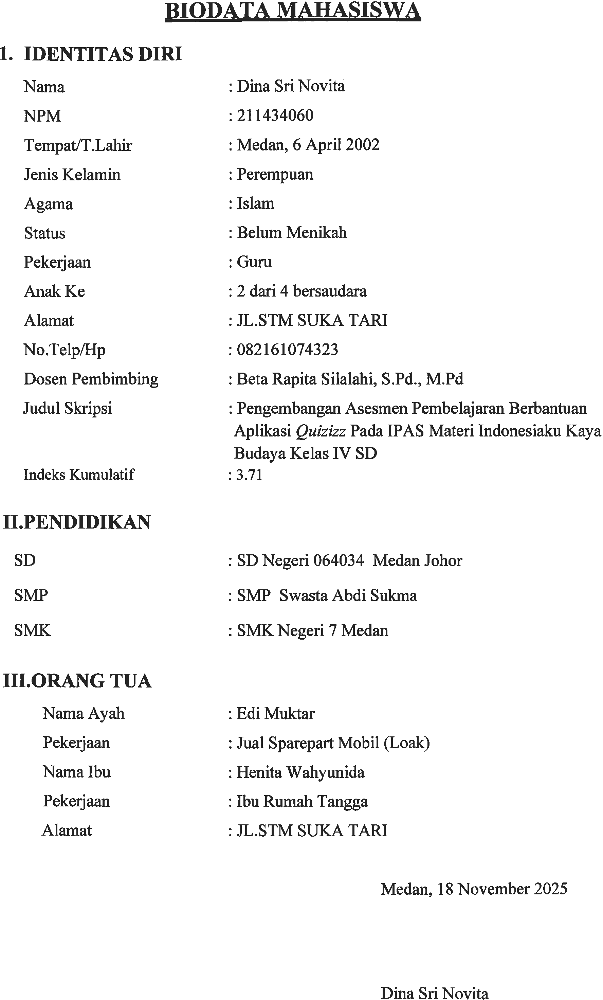 BIODATA MAHASISWA
1. IDENTITAS DIRI
Nama : Dina Sri Novita
NPM : 211434060
Tempat/T.Lahir : Medan, 6 April 2002
Jenis Kelamin : Perempuan
Agama : Islam
Status : Belum Menikah
Pekerjaan : Guru
Anak Ke : 2 dari 4 bersaudara
Alamat : JL.STM SUKA TARI
No.Telp/Hp : 082161074323
Dosen Pembimbing : Beta Rapita Silalahi, S.Pd., M.Pd
Judul Skripsi : Pengembangan Asesmen Pembelajaran Berbantuan
Aplikasi Quizizz Pada IPAS Materi Indonesiaku Kaya
Budaya Kelas IV SD
Indeks Kumulatif : 3.71
II.PENDIDIKAN
SD : SD Negeri 064034 Medan Johor
SMP : SMP Swasta Abdi Sukma
SMK : SMK Negeri 7 Medan
III.ORANG TUA
Nama Ayah : Edi Muktar
Pekerjaan : Jual Sparepart Mobil (Loak)
Nama Ibu : Henita Wahyunida
Pekerjaan : Ibu Rumah Tangga
Alamat : JL.STM SUKA TARI
Medan, 18 November 2025
Dina Sri Novita